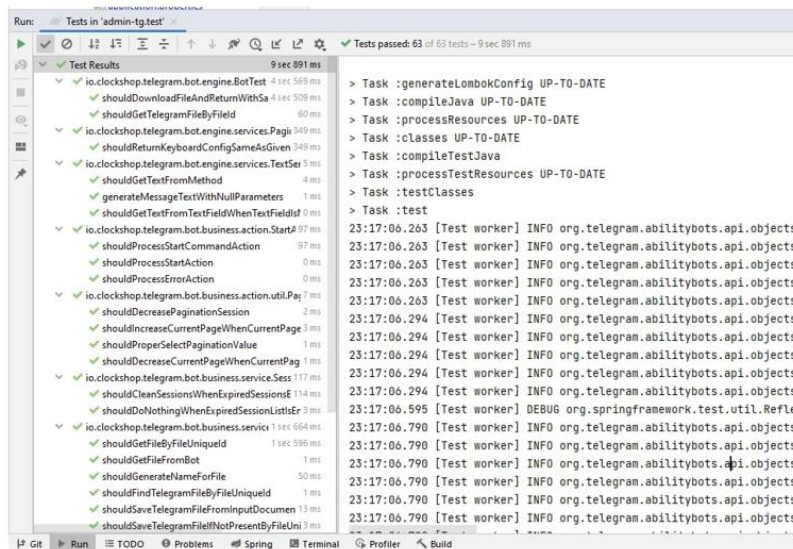 application.properties
Run: Tests in 'admin-tg.test' ×
Tests passed: 63 of 63 tests – 9 sec 891 ms
Test Results 9 sec 891 ms
io.clockshop.telegram.bot.engine.BotTest 4 sec 569 ms
shouldDownloadFileAndReturnWithSa 4 sec 509 ms
shouldGetTelegramFileByFileId 60 ms
io.clockshop.telegram.bot.engine.services.Pagin 349 ms
shouldReturnKeyboardConfigSameAsGiven 349 ms
io.clockshop.telegram.bot.engine.services.TextSer 5 ms
shouldGetTextFromMethod 4 ms
generateMessageTextWithNullParameters 1 ms
shouldGetTextFromTextFieldWhenTextFieldIsI 0 ms
io.clockshop.telegram.bot.business.action.StartA 97 ms
shouldProcessStartCommandAction 97 ms
shouldProcessStartAction 0 ms
shouldProcessErrorAction 0 ms
io.clockshop.telegram.bot.business.action.util.Pag 7 ms
shouldDecreasePaginationSession 2 ms
shouldIncreaseCurrentPageWhenCurrentPage 3 ms
shouldProperSelectPaginationValue 1 ms
shouldDecreaseCurrentPageWhenCurrentPag 1 ms
io.clockshop.telegram.bot.business.service.Sess 117 ms
shouldCleanSessionsWhenExpiredSessionsE 114 ms
shouldDoNothingWhenExpiredSessionListIsEr 3 ms
io.clockshop.telegram.bot.business.service 1 sec 664 ms
shouldGetFileByFileUniqueId 1 sec 596 ms
shouldGetFileFromBot 1 ms
shouldGenerateNameForFile 50 ms
shouldFindTelegramFileByFileUniqueId 1 ms
shouldSaveTelegramFileFromInputDocumen 13 ms
shouldSaveTelegramFileIfNotPresentByFileUni 3 ms
> Task :generateLombokConfig UP-TO-DATE
> Task :compileJava UP-TO-DATE
> Task :processResources UP-TO-DATE
> Task :classes UP-TO-DATE
> Task :compileTestJava
> Task :processTestResources UP-TO-DATE
> Task :testClasses
> Task :test
23:17:06.263 [Test worker] INFO org.telegram.abilitybots.api.objects
23:17:06.263 [Test worker] INFO org.telegram.abilitybots.api.objects
23:17:06.263 [Test worker] INFO org.telegram.abilitybots.api.objects
23:17:06.263 [Test worker] INFO org.telegram.abilitybots.api.objects
23:17:06.263 [Test worker] INFO org.telegram.abilitybots.api.objects
23:17:06.294 [Test worker] INFO org.telegram.abilitybots.api.objects
23:17:06.294 [Test worker] INFO org.telegram.abilitybots.api.objects
23:17:06.294 [Test worker] INFO org.telegram.abilitybots.api.objects
23:17:06.294 [Test worker] INFO org.telegram.abilitybots.api.objects
23:17:06.294 [Test worker] INFO org.telegram.abilitybots.api.objects
23:17:06.595 [Test worker] DEBUG org.springframework.test.util.Refle
23:17:06.790 [Test worker] INFO org.telegram.abilitybots.api.objects
23:17:06.790 [Test worker] INFO org.telegram.abilitybots.api.objects
23:17:06.790 [Test worker] INFO org.telegram.abilitybots.api.objects
23:17:06.790 [Test worker] INFO org.telegram.abilitybots.api.objects
23:17:06.790 [Test worker] INFO org.telegram.abilitybots.api.objects
23:17:06.790 [Test worker] INFO org.telegram.abilitybots.api.objects
Git Run TODO Problems Spring Terminal Profiler Build